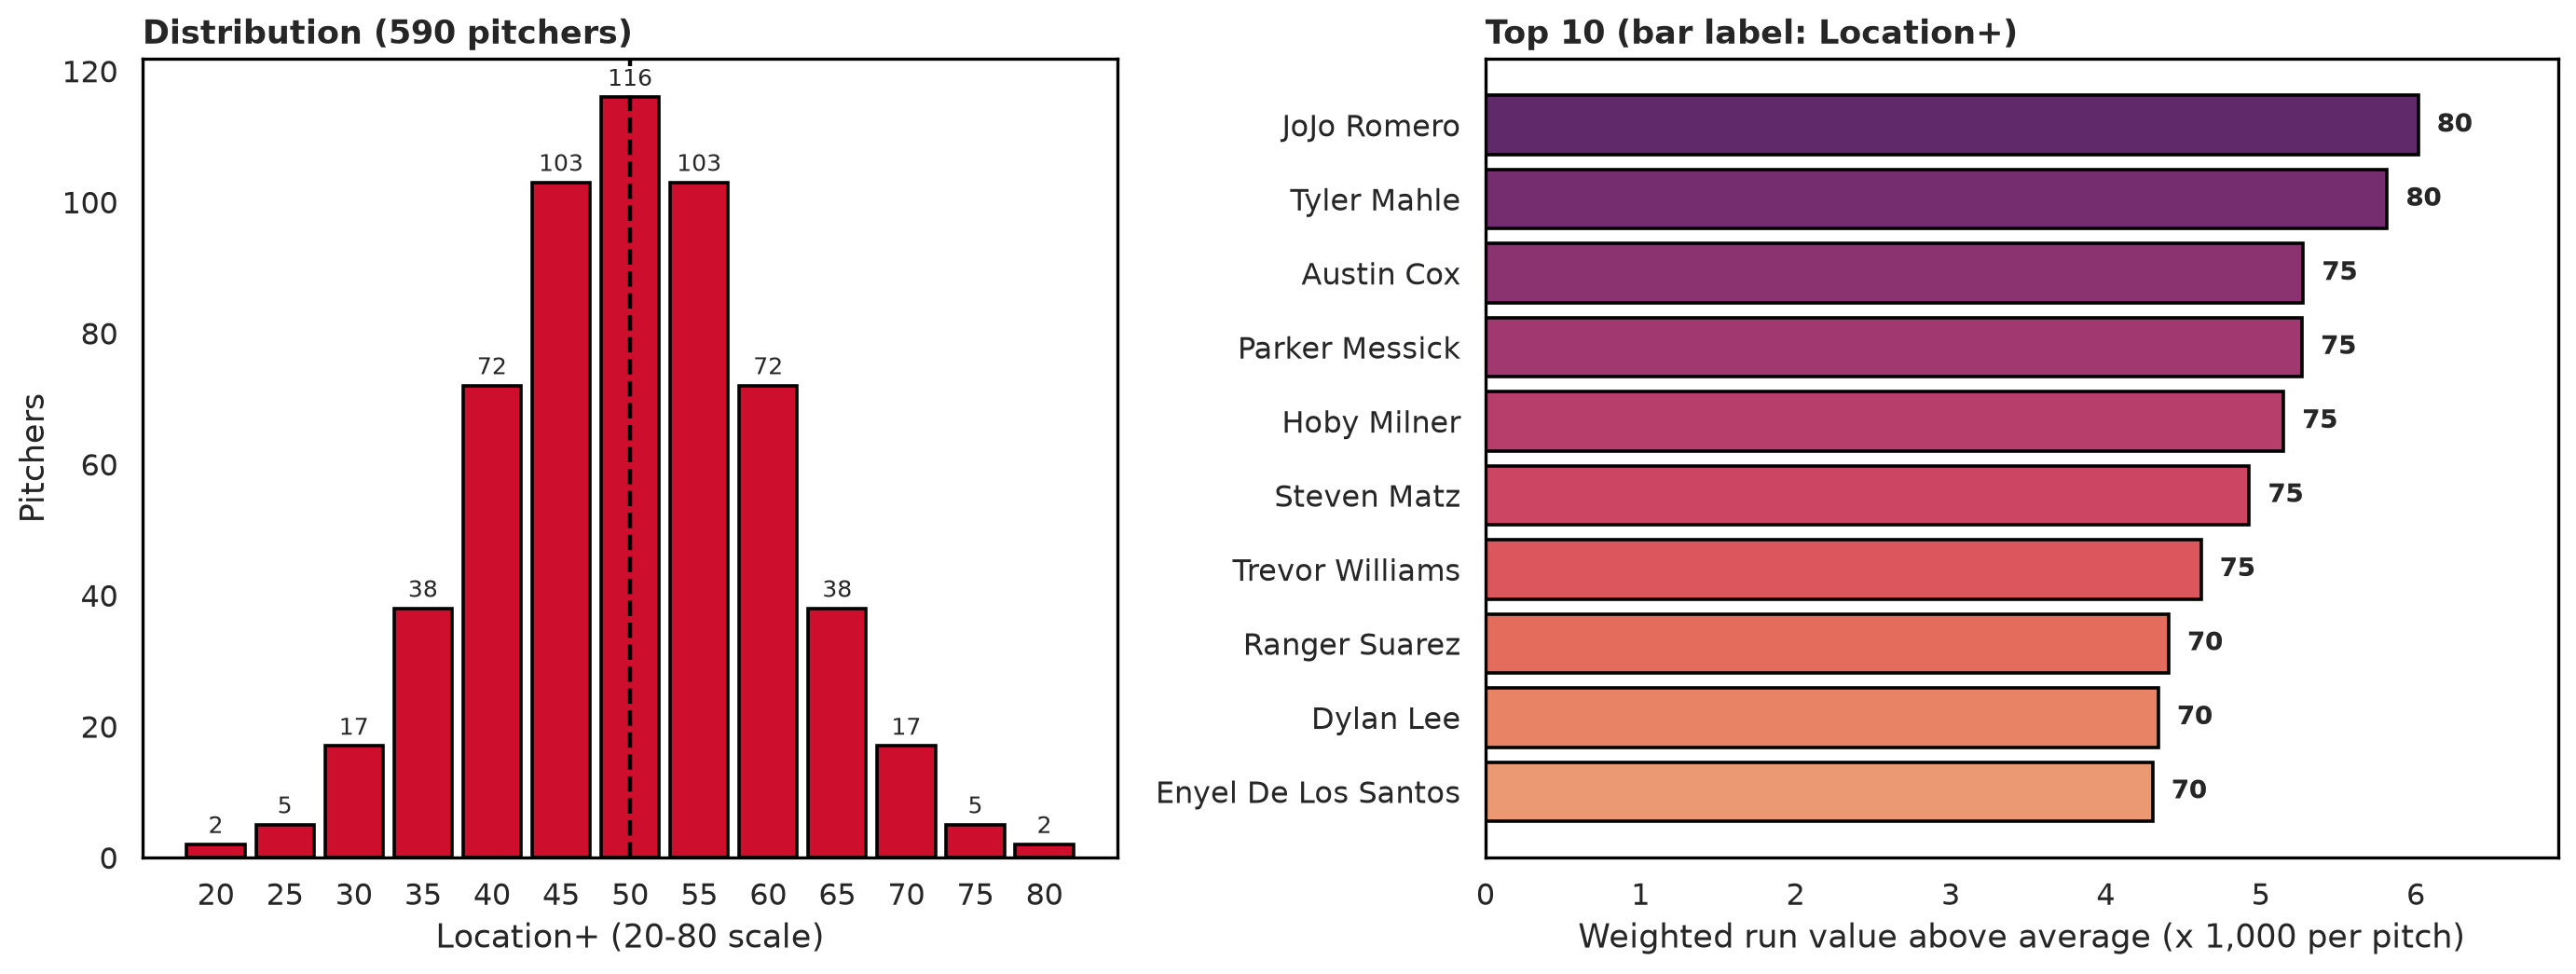 Distribution (590 pitchers)
Pitchers
120
100
80
60
40
20
0
2
5
17
38
72
103
116
103
72
38
17
5
2
20 25 30 35 40 45 50 55 60 65 70 75 80
Location+ (20-80 scale)
Top 10 (bar label: Location+)
JoJo Romero 80
Tyler Mahle 80
Austin Cox 75
Parker Messick 75
Hoby Milner 75
Steven Matz 75
Trevor Williams 75
Ranger Suarez 70
Dylan Lee 70
Enyel De Los Santos 70
0 1 2 3 4 5 6
Weighted run value above average (x 1,000 per pitch)